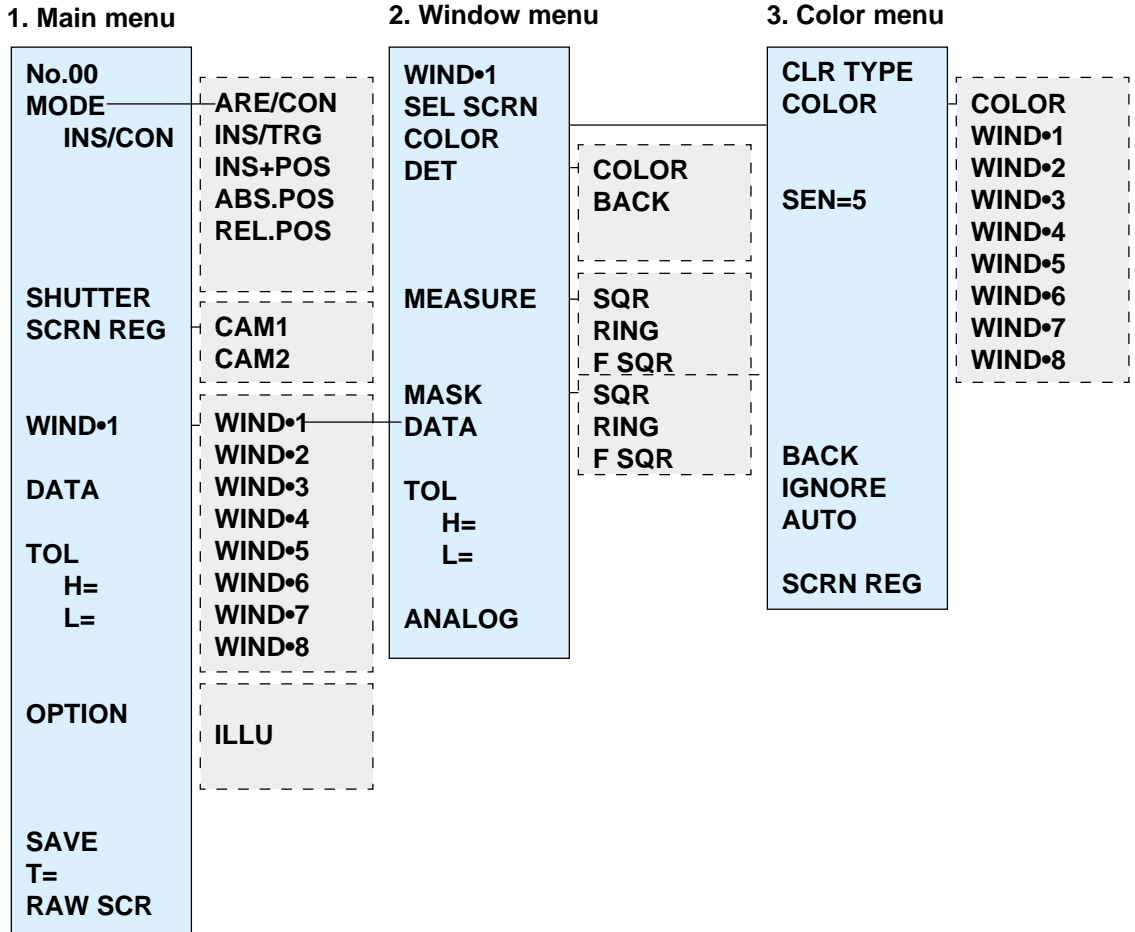 1. Main menu
No.00
MODE
INS/CON
SHUTTER
SCRN REG
WIND•1
DATA
TOL
H=
L=
OPTION
SAVE
T=
RAW SCR
ARE/CON
INS/TRG
INS+POS
ABS.POS
REL.POS
CAM1
CAM2
WIND•1
WIND•2
WIND•3
WIND•4
WIND•5
WIND•6
WIND•7
WIND•8
ILLU
2. Window menu
WIND•1
SEL SCRN
COLOR
DET
MEASURE
MASK
DATA
TOL
H=
L=
ANALOG
COLOR
BACK
SQR
RING
F SQR
SQR
RING
F SQR
3. Color menu
CLR TYPE
COLOR
SEN=5
BACK
IGNORE
AUTO
SCRN REG
COLOR
WIND•1
WIND•2
WIND•3
WIND•4
WIND•5
WIND•6
WIND•7
WIND•8